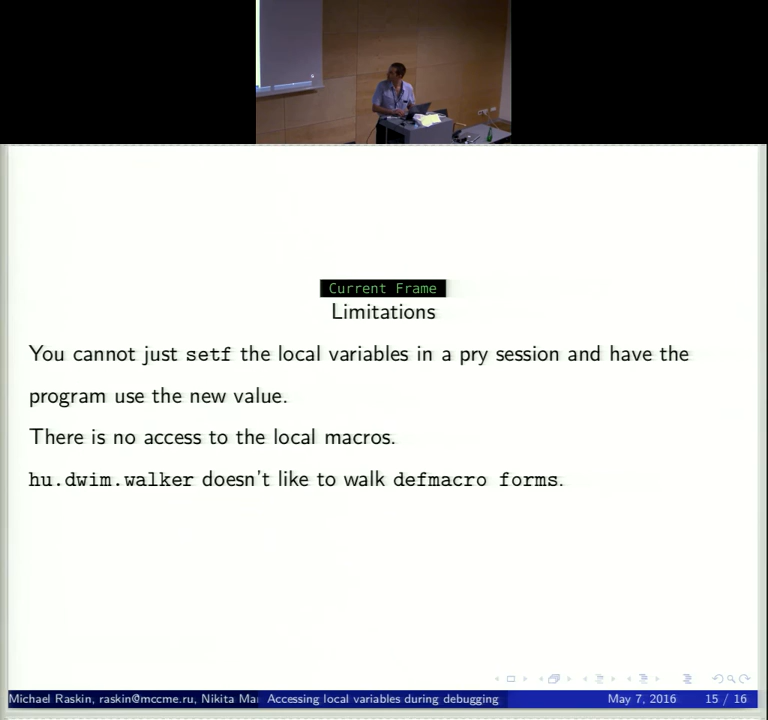 Current Frame
Limitations
You cannot just setf the local variables in a pry session and have the
program use the new value.
There is no access to the local macros.
hu.dwim.walker doesn't like to walk defmacro forms.
Michael Raskin, raskin@mccme.ru, Nikita Accessing local variables during debugging May 7, 2016 15 / 16